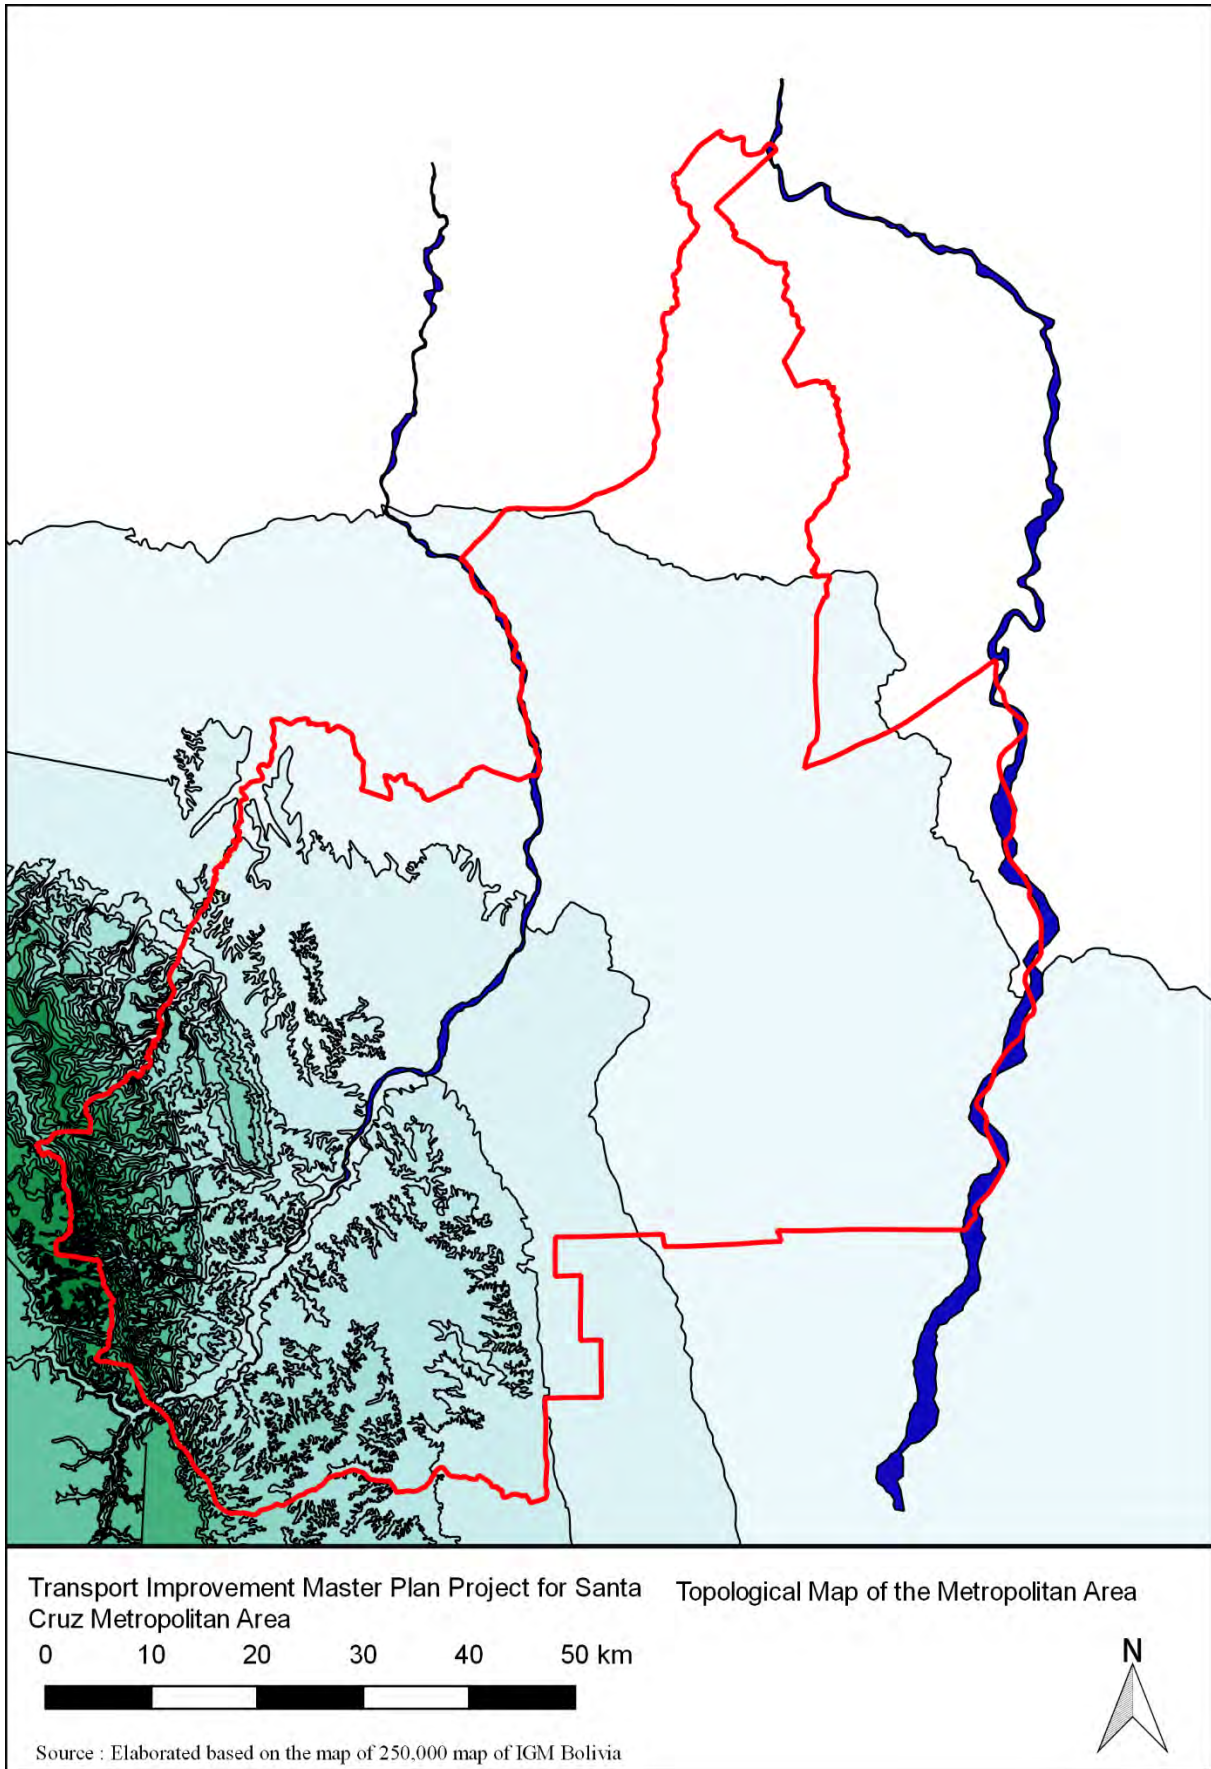 Transport Improvement Master Plan Project for Santa
Cruz Metropolitan Area
Topological Map of the Metropolitan Area
0 10 20 30 40 50 km
N
Source : Elaborated based on the map of 250,000 map of IGM Bolivia